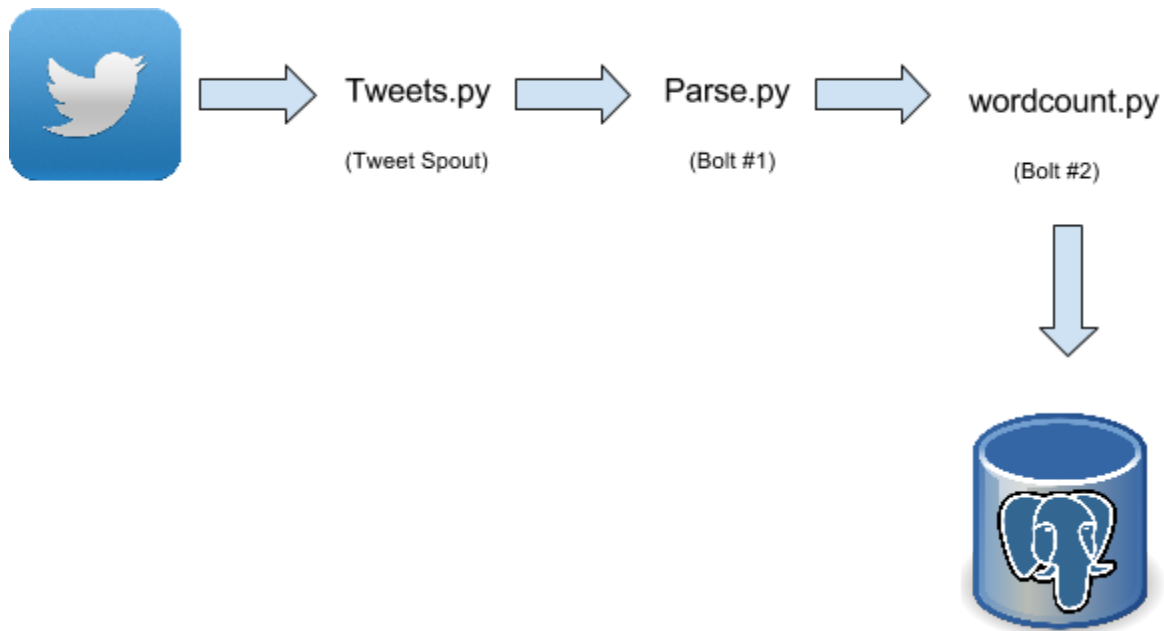 Tweets.py
(Tweet Spout)
Parse.py
(Bolt #1)
wordcount.py
(Bolt #2)